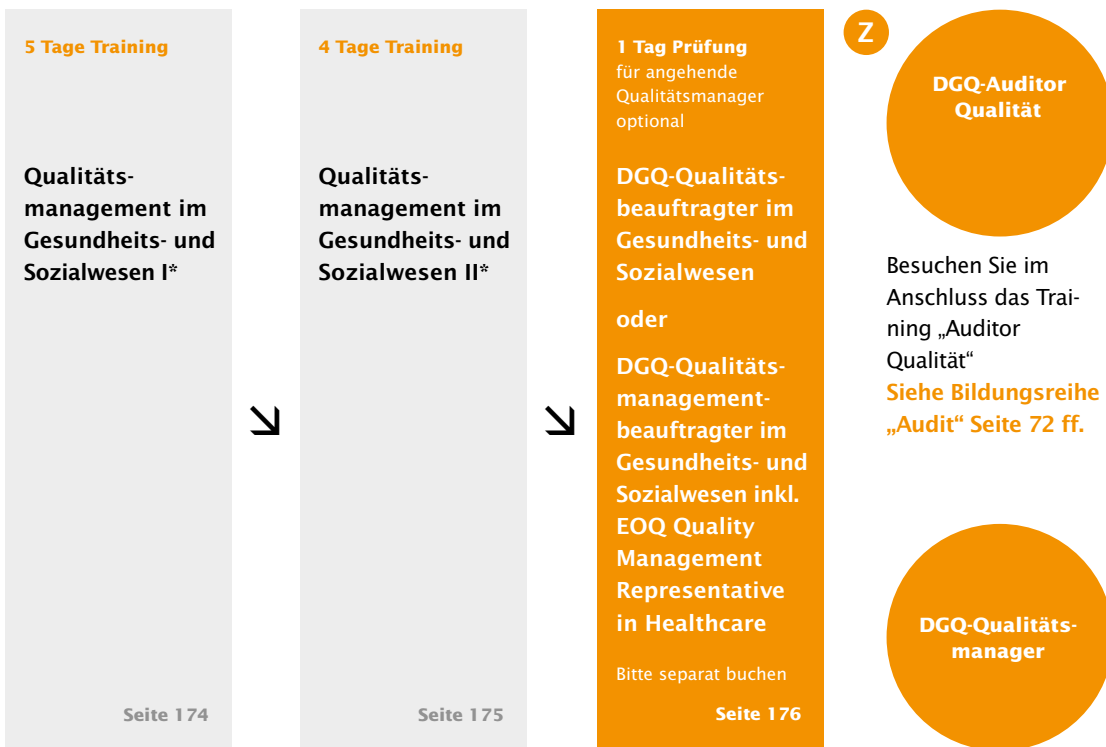 5 Tage Training
Qualitäts-
management im
Gesundheits- und
Sozialwesen I*
Seite 174
4 Tage Training
Qualitäts-
management im
Gesundheits- und
Sozialwesen II*
Seite 175
1 Tag Prüfung
für angehende
Qualitätsmanager
optional
DGQ-Qualitäts-
beauftragter im
Gesundheits- und
Sozialwesen
oder
DGQ-Qualitäts-
management-
beauftragter im
Gesundheits- und
Sozialwesen inkl.
EOQ Quality
Management
Representative
in Healthcare
Bitte separat buchen
Seite 176
Z
DGQ-Auditor
Qualität
Besuchen Sie im
Anschluss das Trai-
ning „Auditor
Qualität“
Siehe Bildungsreihe
„Audit“ Seite 72 ff.
DGQ-Qualitäts-
manager